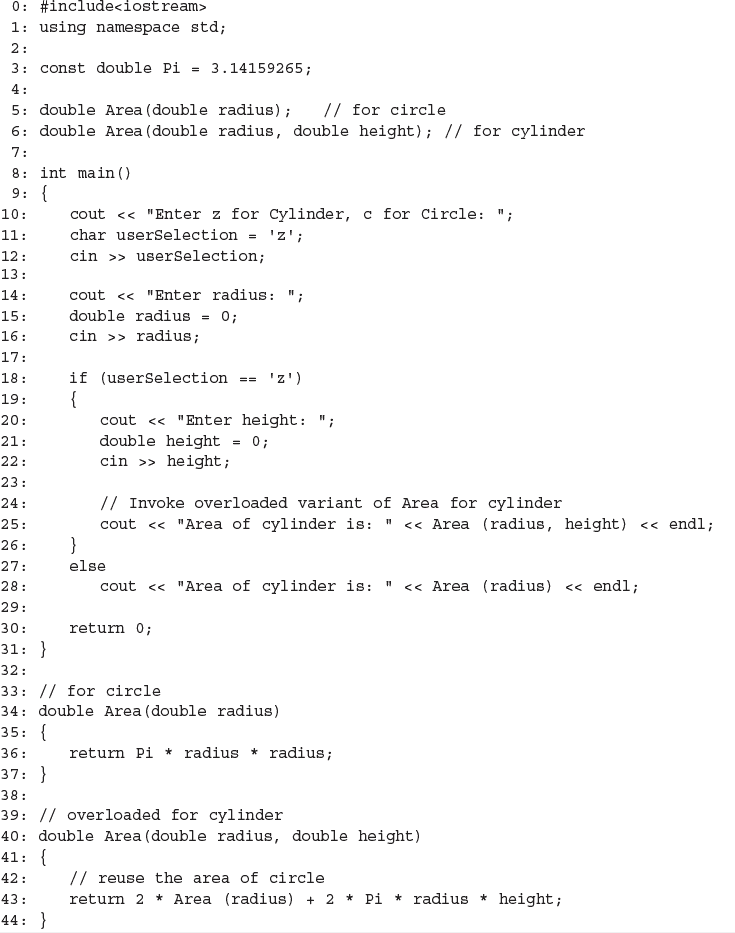 0: #include<iostream>
1: using namespace std;
2:
3: const double Pi = 3.14159265;
4:
5: double Area(double radius);   // for circle
6: double Area(double radius, double height); // for cylinder
7:
8: int main()
9: {
10:    cout << "Enter z for Cylinder, c for Circle: ";
11:    char userSelection = 'z';
12:    cin >> userSelection;
13:
14:    cout << "Enter radius: ";
15:    double radius = 0;
16:    cin >> radius;
17:
18:    if (userSelection == 'z')
19:    {
20:       cout << "Enter height: ";
21:       double height = 0;
22:       cin >> height;
23:
24:       // Invoke overloaded variant of Area for cylinder
25:       cout << "Area of cylinder is: " << Area (radius, height) << endl;
26:    }
27:    else
28:       cout << "Area of cylinder is: " << Area (radius) << endl;
29:
30:    return 0;
31: }
32:
33: // for circle
34: double Area(double radius)
35: {
36:    return Pi * radius * radius;
37: }
38:
39: // overloaded for cylinder
40: double Area(double radius, double height)
41: {
42:    // reuse the area of circle
43:    return 2 * Area (radius) + 2 * Pi * radius * height;
44: }